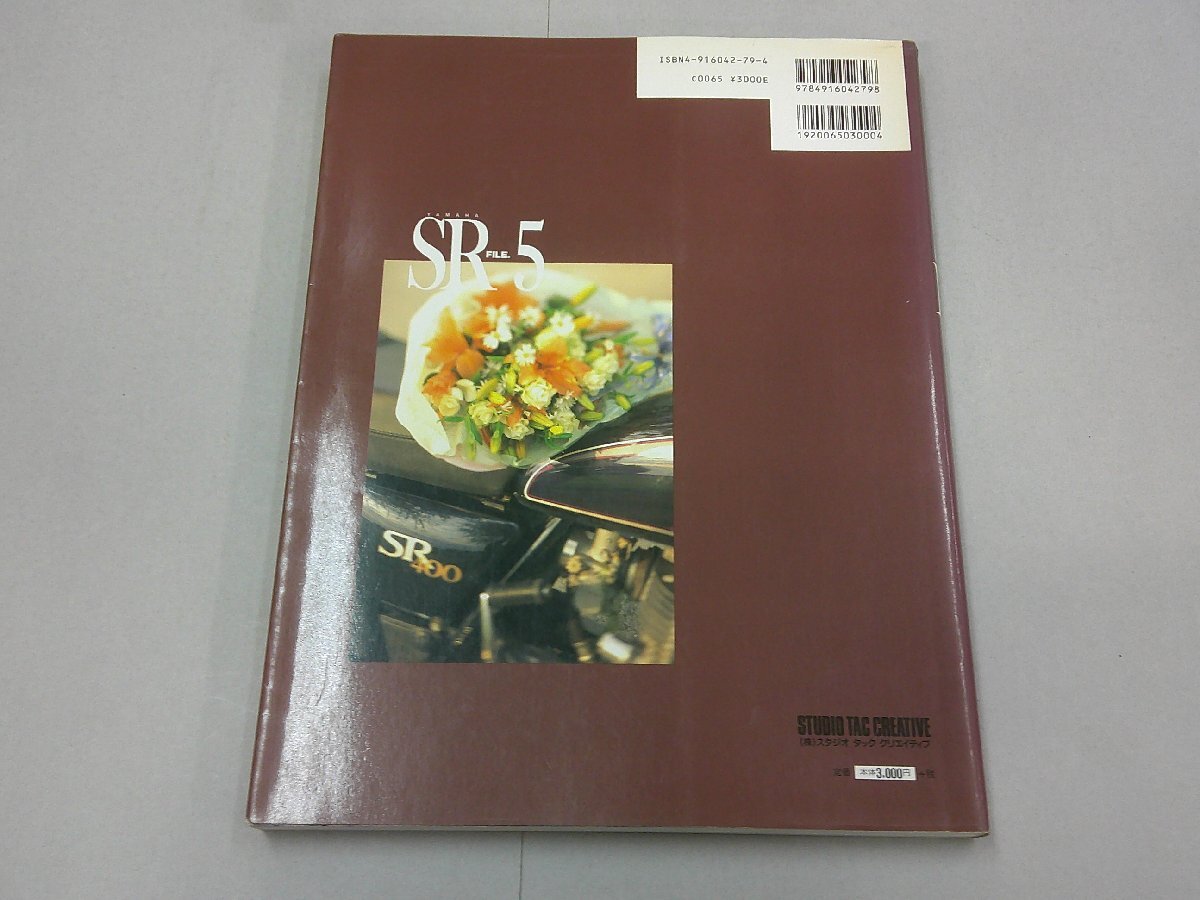 ISBN4-916042-79-4
C0065 ¥3000E
9784916042798
1920065030004
YAMAHA
SR FILE. 5
SR
400
STUDIO TAC CREATIVE
(株)スタジオ タック クリエイティブ
定価 本体3,000円 +税